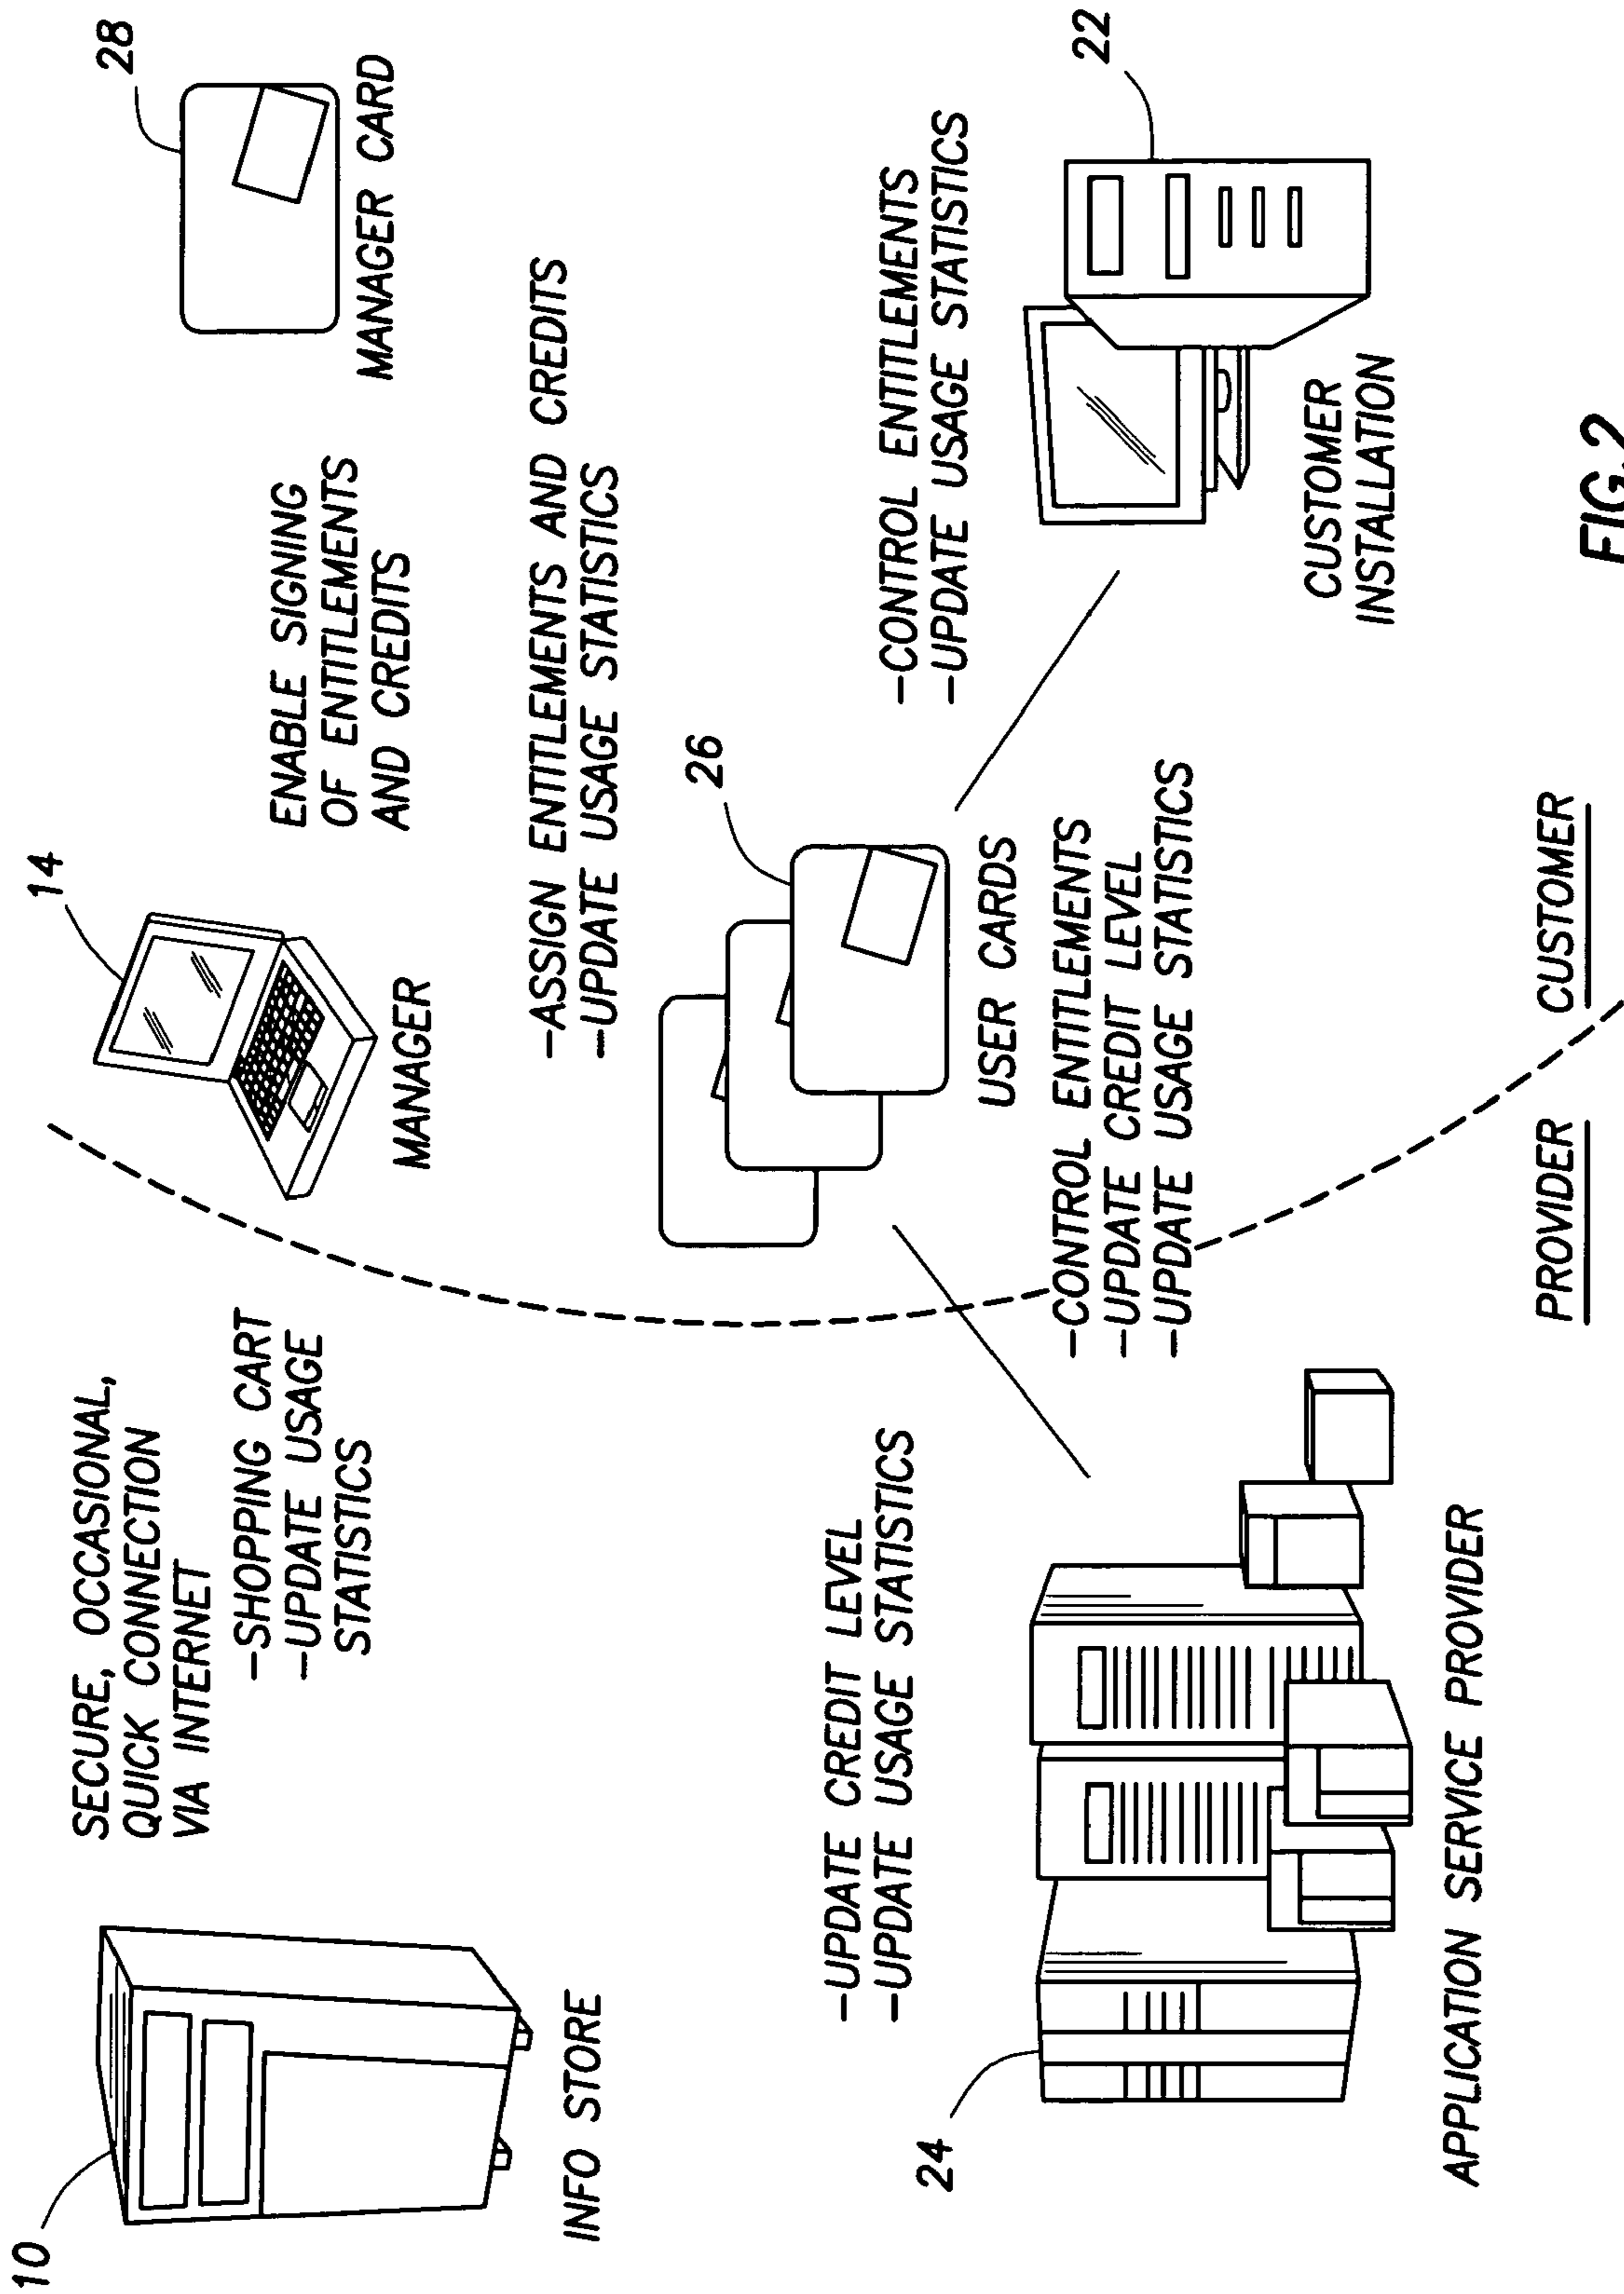 10
INFO STORE
SECURE, OCCASIONAL,
QUICK CONNECTION
VIA INTERNET
-SHOPPING CART
-UPDATE USAGE
STATISTICS
14
MANAGER
ENABLE SIGNING
OF ENTITLEMENTS
AND CREDITS
28
MANAGER CARD
-ASSIGN ENTITLEMENTS AND CREDITS
-UPDATE USAGE STATISTICS
26
USER CARDS
-UPDATE CREDIT LEVEL
-UPDATE USAGE STATISTICS
24
APPLICATION SERVICE PROVIDER
-CONTROL ENTITLEMENTS
-UPDATE CREDIT LEVEL
-UPDATE USAGE STATISTICS
-CONTROL ENTITLEMENTS
-UPDATE USAGE STATISTICS
22
CUSTOMER
INSTALLATION
PROVIDER
CUSTOMER
FIG.2